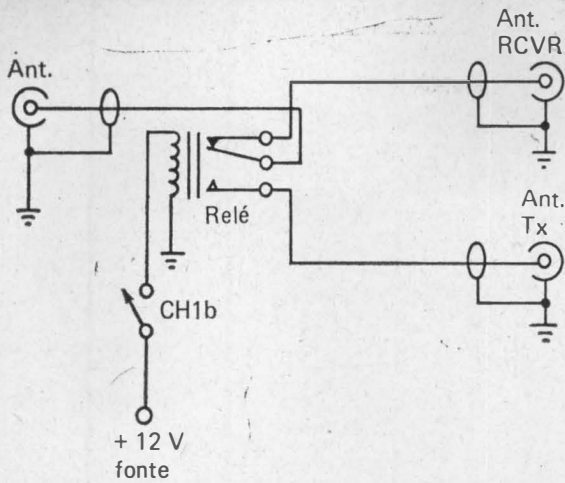 Ant.
Ant.
RCVR
Relé
Ant.
Tx
CH1b
+ 12 V
fonte